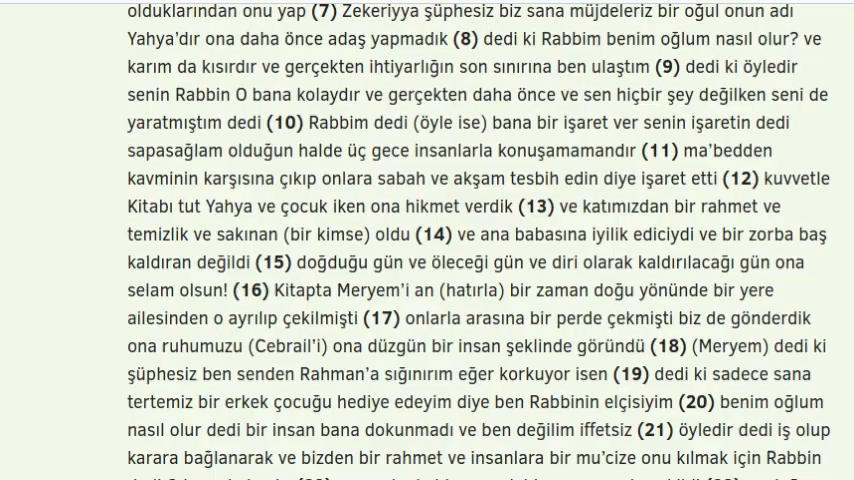 olduklarından onu yap (7) Zekeriyya şüphesiz biz sana müjdeleriz bir oğul onun adı
Yahya'dır ona daha önce adaş yapmadık (8) dedi ki Rabbim benim oğlum nasıl olur? ve
karım da kısırdır ve gerçekten ihtiyarlığın son sınırına ben ulaştım (9) dedi ki öyledir
senin Rabbin O bana kolaydır ve gerçekten daha önce ve sen hiçbir şey değilken seni de
yaratmıştım dedi (10) Rabbim dedi (öyle ise) bana bir işaret ver senin işaretin dedi
sapasağlam olduğun halde üç gece insanlarla konuşamamandır (11) ma'bedden
kavminin karşısına çıkıp onlara sabah ve akşam tesbih edin diye işaret etti (12) kuvvetle
Kitabı tut Yahya ve çocuk iken ona hikmet verdik (13) ve katımızdan bir rahmet ve
temizlik ve sakınan (bir kimse) oldu (14) ve ana babasına iyilik ediciydi ve bir zorba baş
kaldıran değildi (15) doğduğu gün ve öleceği gün ve diri olarak kaldırılacağı gün ona
selam olsun! (16) Kitapta Meryem'i an (hatırla) bir zaman doğu yönünde bir yere
ailesinden o ayrılıp çekilmişti (17) onlarla arasına bir perde çekmişti biz de gönderdik
ona ruhumuzu (Cebrail'i) ona düzgün bir insan şeklinde göründü (18) (Meryem) dedi ki
şüphesiz ben senden Rahman'a sığınırım eğer korkuyor isen (19) dedi ki sadece sana
tertemiz bir erkek çocuğu hediye edeyim diye ben Rabbinin elçisiyim (20) benim oğlum
nasıl olur dedi bir insan bana dokunmadı ve ben değilim iffetsiz (21) öyledir dedi iş olup
karara bağlanarak ve bizden bir rahmet ve insanlara bir mu'cize onu kılmak için Rabbin